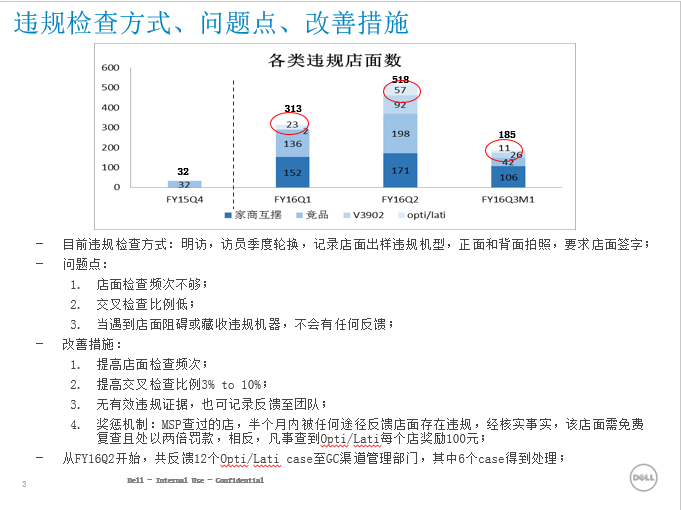 违规检查方式、问题点、改善措施
各类违规店面数
600
500
400
300
200
100
0
32
32
313
23
2
136
152
518
57
92
198
171
185
11
26
42
106
FY15Q4 FY16Q1 FY16Q2 FY16Q3M1
家商互摆 竞品 V3902 opti/lati
– 目前违规检查方式：明访，访员季度轮换，记录店面出样违规机型，正面和背面拍照，要求店面签字；
– 问题点：
1. 店面检查频次不够；
2. 交叉检查比例低；
3. 当遇到店面阻碍或藏收违规机器，不会有任何反馈；
– 改善措施：
1. 提高店面检查频次；
2. 提高交叉检查比例3% to 10%；
3. 无有效违规证据，也可记录反馈至团队；
4. 奖惩机制：MSP查过的店，半个月内被任何途径反馈店面存在违规，经核实事实，该店面需免费
复查且处以两倍罚款，相反，凡事查到Opti/Lati每个店奖励100元；
– 从FY16Q2开始，共反馈12个Opti/Lati case至GC渠道管理部门，其中6个case得到处理；
3
Dell – Internal Use – Confidential
DELL